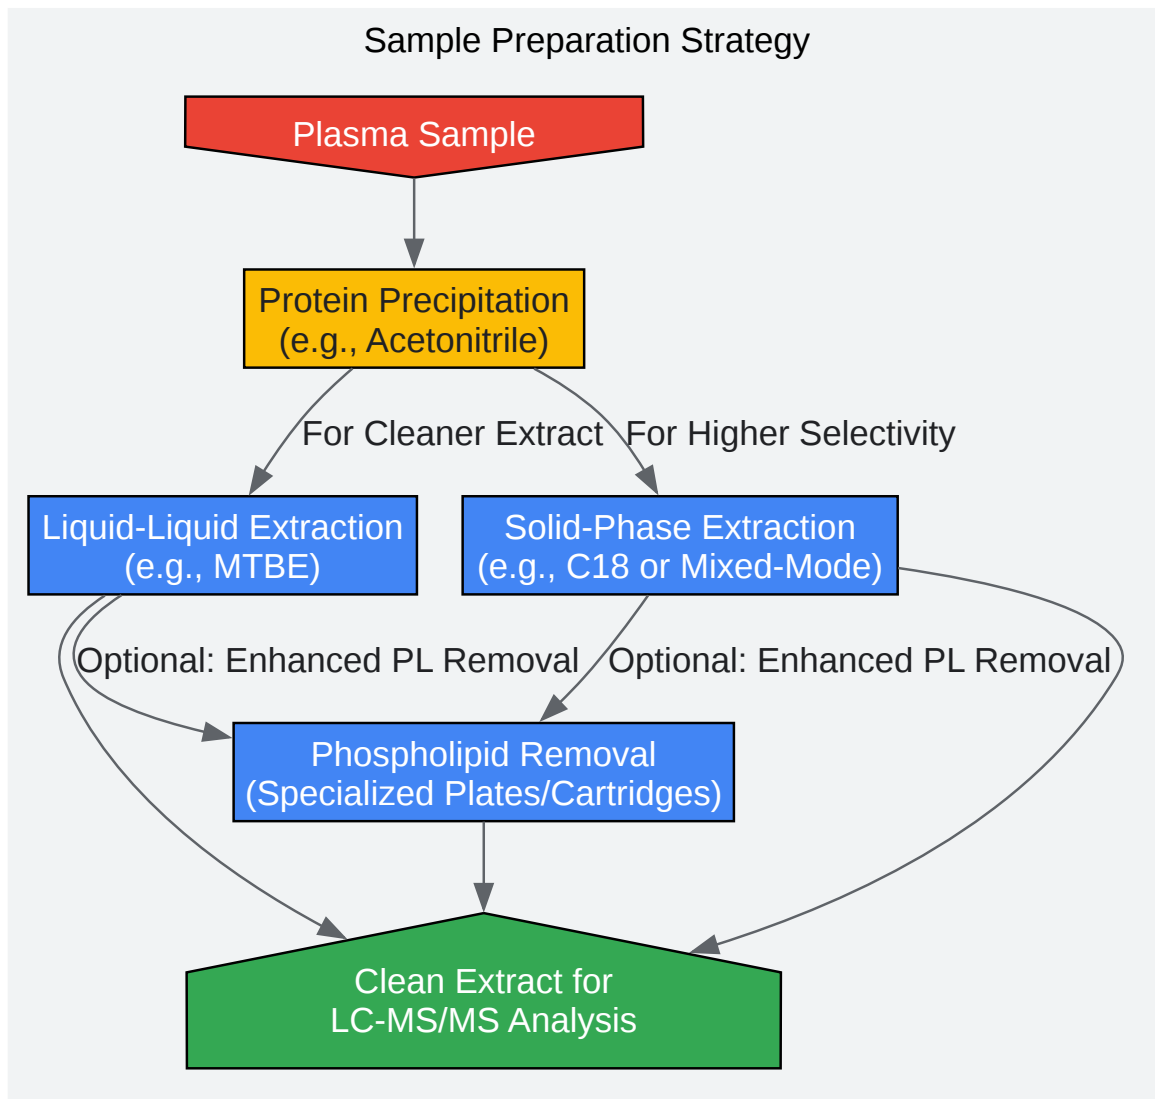 Sample Preparation Strategy
Plasma Sample
Protein Precipitation
(e.g., Acetonitrile)
For Cleaner Extract
For Higher Selectivity
Liquid-Liquid Extraction
(e.g., MTBE)
Solid-Phase Extraction
(e.g., C18 or Mixed-Mode)
Optional: Enhanced PL Removal
Optional: Enhanced PL Removal
Phospholipid Removal
(Specialized Plates/Cartridges)
Clean Extract for
LC-MS/MS Analysis